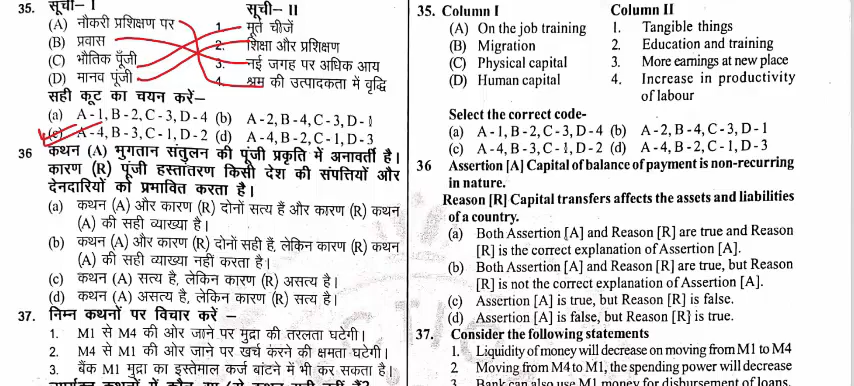 35. सूची– I सूची– II
(A) नौकरी प्रशिक्षण पर 1. मूर्त चीजें
(B) प्रवास 2. शिक्षा और प्रशिक्षण
(C) भौतिक पूँजी 3. नई जगह पर अधिक आय
(D) मानव पूंजी 4. श्रम की उत्पादकता में वृद्धि
सही कूट का चयन करें–
(a) A - 1, B - 2, C - 3, D - 4 (b) A - 2, B - 4, C - 3, D - 1
(c) A - 4, B - 3, C - 1, D - 2 (d) A - 4, B - 2, C - 1, D - 3
36 कथन (A) भुगतान संतुलन की पूंजी प्रकृति में अनावर्ती है।
कारण (R) पूंजी हस्तांतरण किसी देश की संपत्तियों और
देनदारियों को प्रभावित करता है।
(a) कथन (A) और कारण (R) दोनों सत्य हैं और कारण (R) कथन
(A) की सही व्याख्या है।
(b) कथन (A) और कारण (R) दोनों सही हैं, लेकिन कारण (R) कथन
(A) की सही व्याख्या नहीं करता है।
(c) कथन (A) सत्य है, लेकिन कारण (R) असत्य है।
(d) कथन (A) असत्य है, लेकिन कारण (R) सत्य है।
37. निम्न कथनों पर विचार करें –
1. M1 से M4 की ओर जाने पर मुद्रा की तरलता घटेगी।
2. M4 से M1 की ओर जाने पर खर्च करने की क्षमता घटेगी।
3. बैंक M1 मुद्रा का इस्तेमाल कर्ज बांटने में भी कर सकता है।
35. Column I Column II
(A) On the job training 1. Tangible things
(B) Migration 2. Education and training
(C) Physical capital 3. More earnings at new place
(D) Human capital 4. Increase in productivity
of labour
Select the correct code-
(a) A - 1, B - 2, C - 3, D - 4 (b) A - 2, B - 4, C - 3, D - 1
(c) A - 4, B - 3, C - 1, D - 2 (d) A - 4, B - 2, C - 1, D - 3
36 Assertion [A] Capital of balance of payment is non-recurring
in nature.
Reason [R] Capital transfers affects the assets and liabilities
of a country.
(a) Both Assertion [A] and Reason [R] are true and Reason
[R] is the correct explanation of Assertion [A].
(b) Both Assertion [A] and Reason [R] are true, but Reason
[R] is not the correct explanation of Assertion [A].
(c) Assertion [A] is true, but Reason [R] is false.
(d) Assertion [A] is false, but Reason [R] is true.
37. Consider the following statements
1. Liquidity of money will decrease on moving from M1 to M4
2. Moving from M4 to M1, the spending power will decrease
3. Bank can also use M1 money for disbursement of loans.